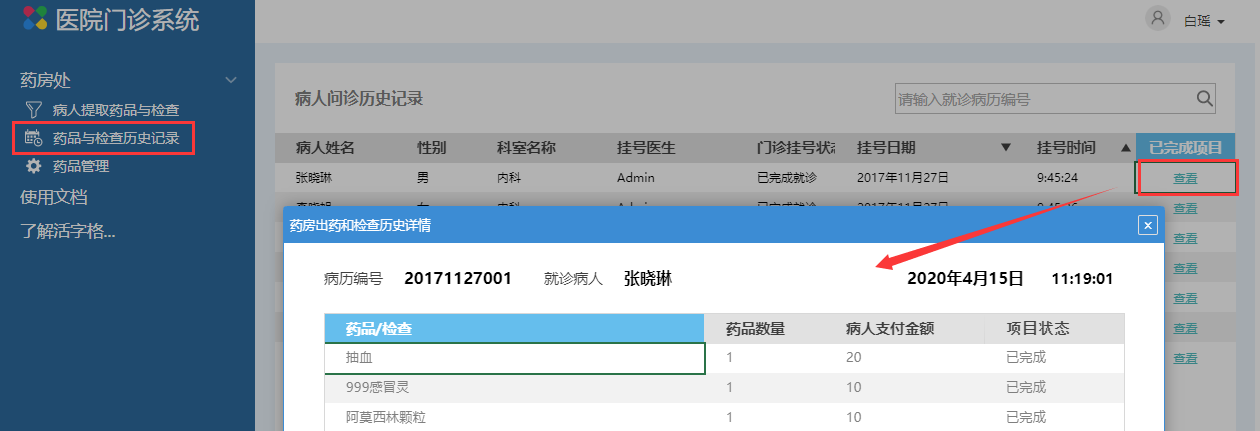 医院门诊系统
白瑶
药房处
病人提取药品与检查
药品与检查历史记录
药品管理
使用文档
了解活字格...
病人问诊历史记录
请输入就诊病历编号
病人姓名 性别 科室名称 挂号医生 门诊挂号状态 挂号日期 ▼ 挂号时间 ▲ 已完成项目
张晓琳 男 内科 Admin 已完成就诊 2017年11月27日 9:45:24 查看
查看
查看
查看
查看
查看
查看
药房出药和检查历史详情
病历编号 20171127001 就诊病人 张晓琳 2020年4月15日 11:19:01
药品/检查 药品数量 病人支付金额 项目状态
抽血 1 20 已完成
999感冒灵 1 10 已完成
阿莫西林颗粒 1 10 已完成